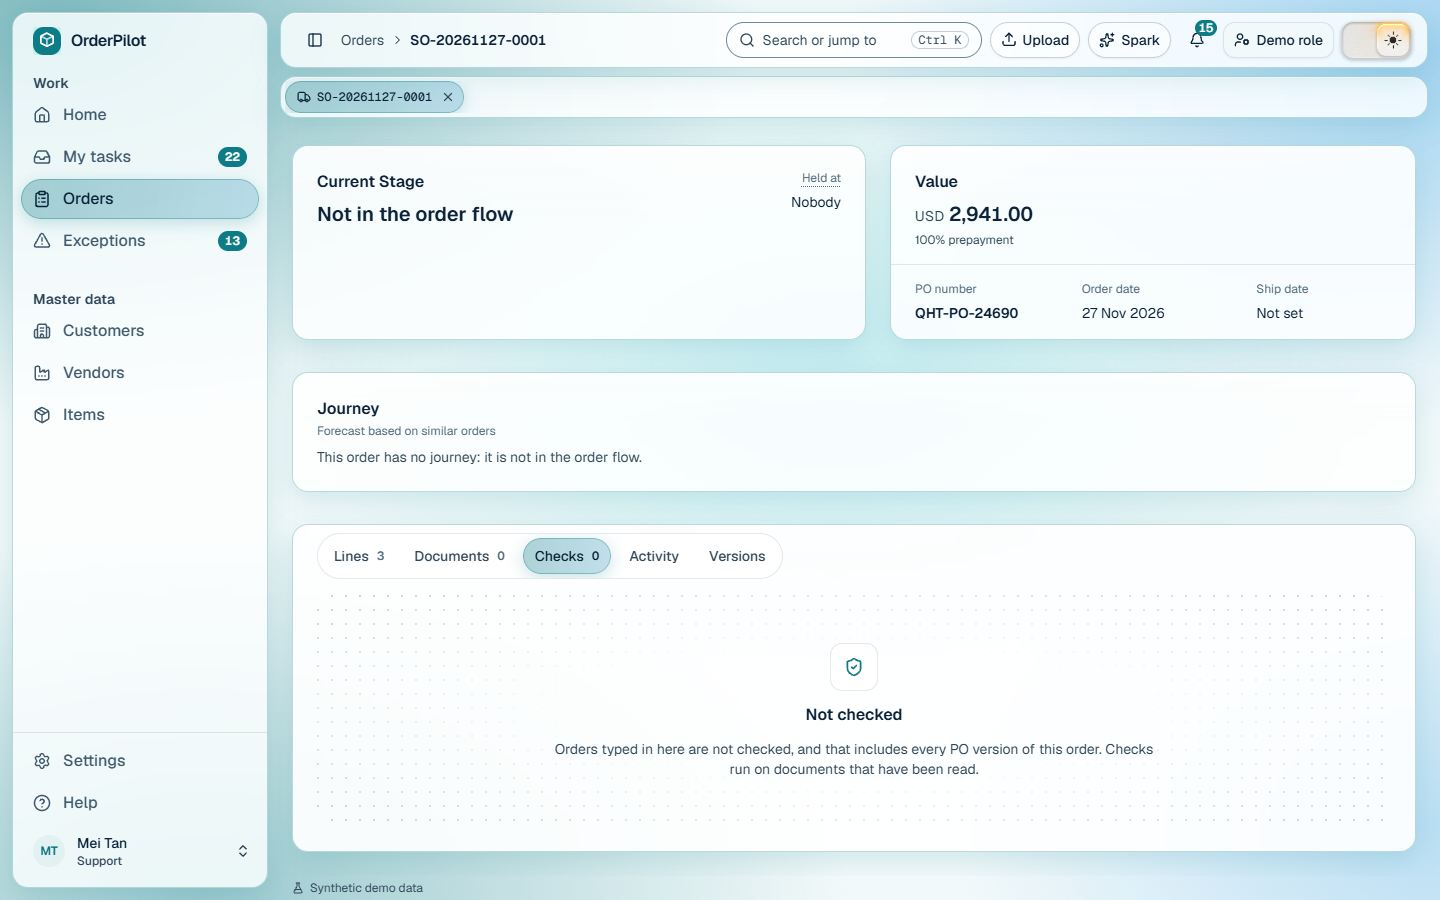 OrderPilot
Work
Home
My tasks 22
Orders
Exceptions 13
Master data
Customers
Vendors
Items
Settings
Help
MT
Mei Tan
Support
Orders > SO-20261127-0001
Search or jump to Ctrl K
Upload
Spark
15
Demo role
SO-20261127-0001
Current Stage
Not in the order flow
Held at
Nobody
Value
USD 2,941.00
100% prepayment
PO number Order date Ship date
QHT-PO-24690 27 Nov 2026 Not set
Journey
Forecast based on similar orders
This order has no journey: it is not in the order flow.
Lines 3 Documents 0 Checks 0 Activity Versions
Not checked
Orders typed in here are not checked, and that includes every PO version of this order. Checks
run on documents that have been read.
Synthetic demo data